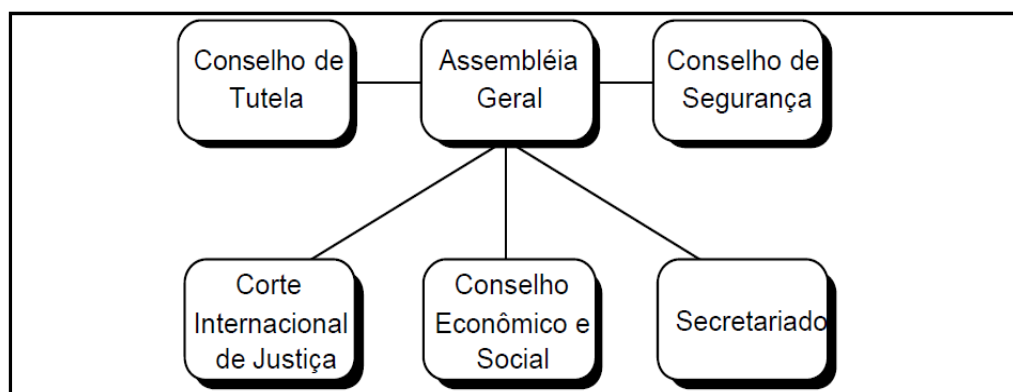 Conselho de
Tutela
Assembléia
Geral
Conselho de
Segurança
Corte
Internacional
de Justiça
Conselho
Econômico e
Social
Secretariado